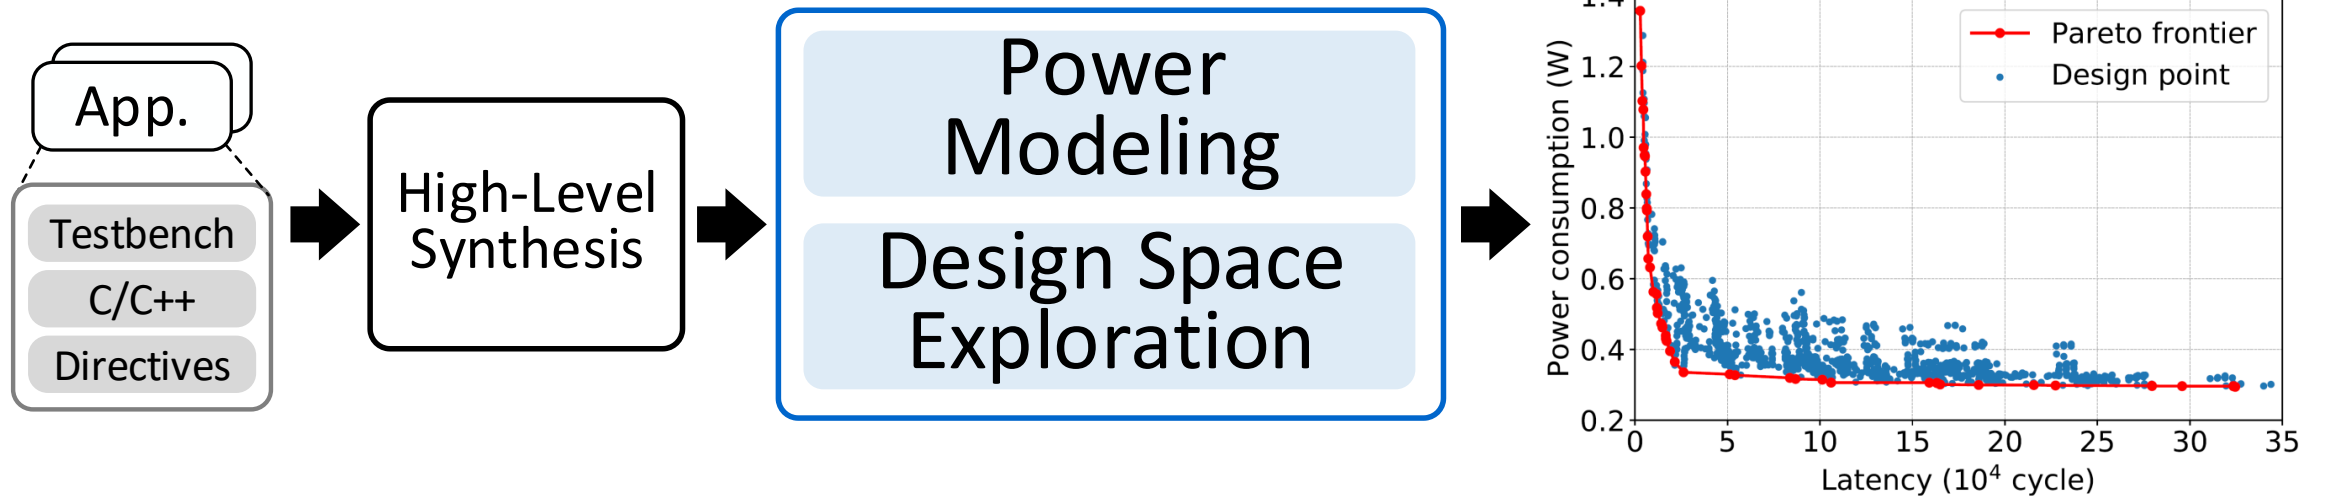 App.
Testbench
C/C++
Directives
High-Level
Synthesis
Power
Modeling
Design Space
Exploration
Power consumption (W)
1.4
1.2
1.0
0.8
0.6
0.4
0.2
Pareto frontier
Design point
0 5 10 15 20 25 30 35
Latency (10⁴ cycle)